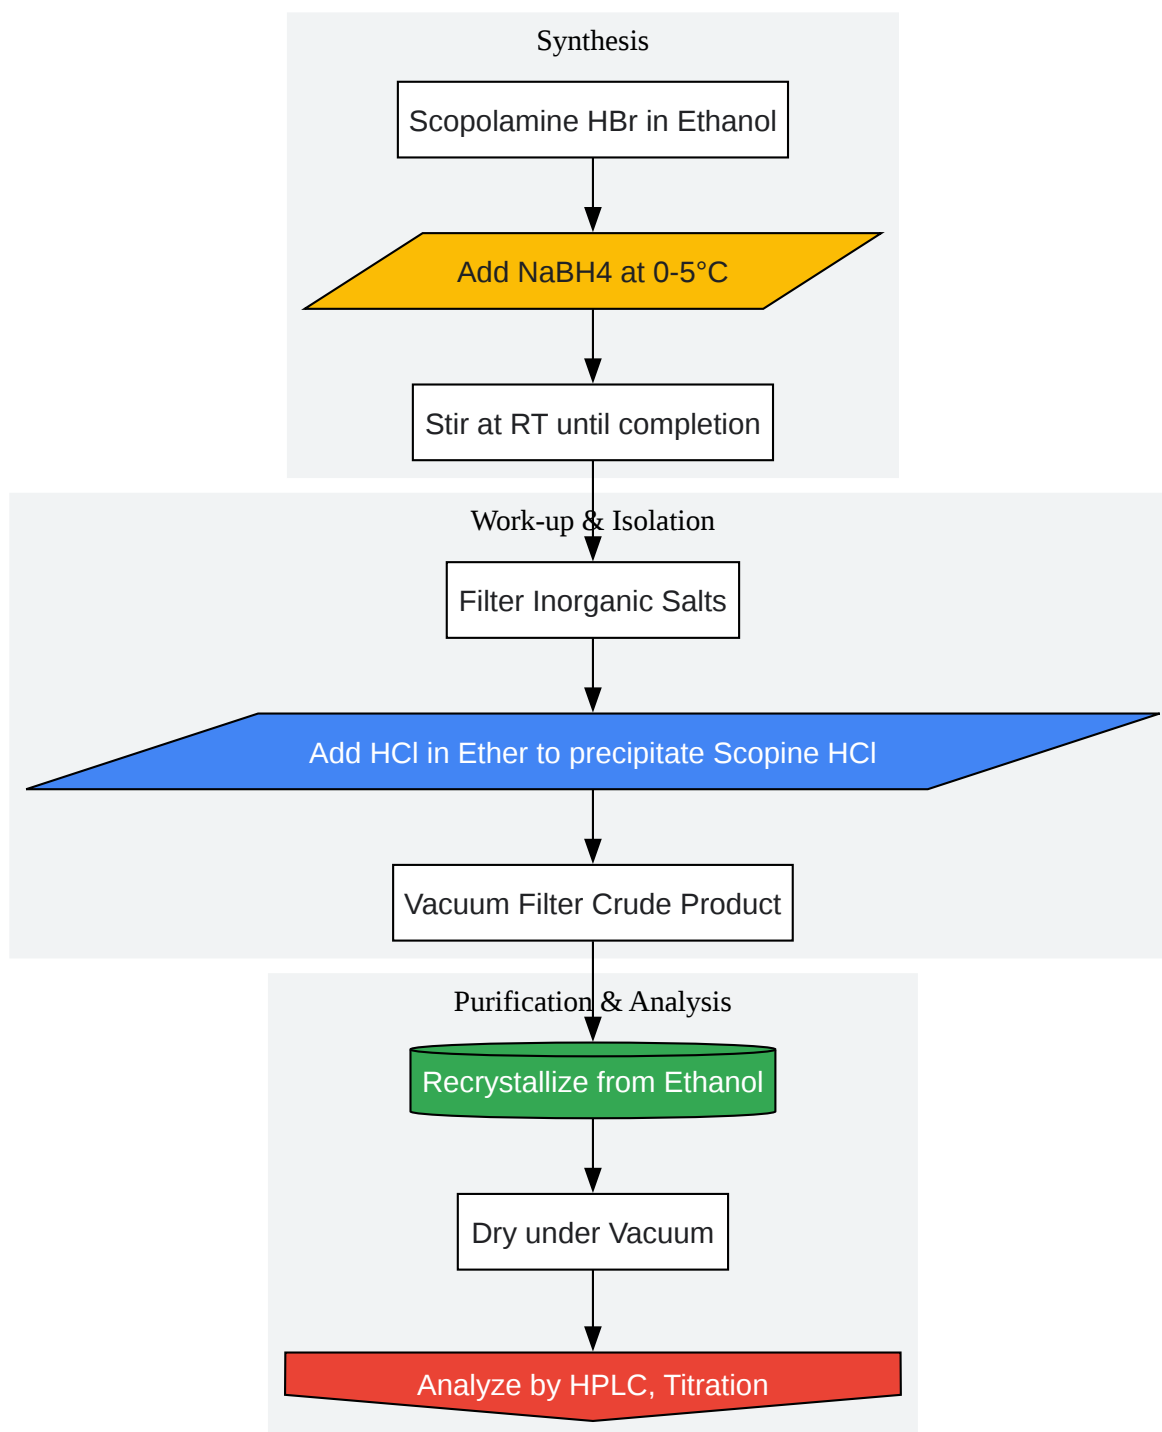 Synthesis
Scopolamine HBr in Ethanol
Add NaBH4 at 0-5°C
Stir at RT until completion
Work-up & Isolation
Filter Inorganic Salts
Add HCl in Ether to precipitate Scopine HCl
Vacuum Filter Crude Product
Purification & Analysis
Recrystallize from Ethanol
Dry under Vacuum
Analyze by HPLC, Titration